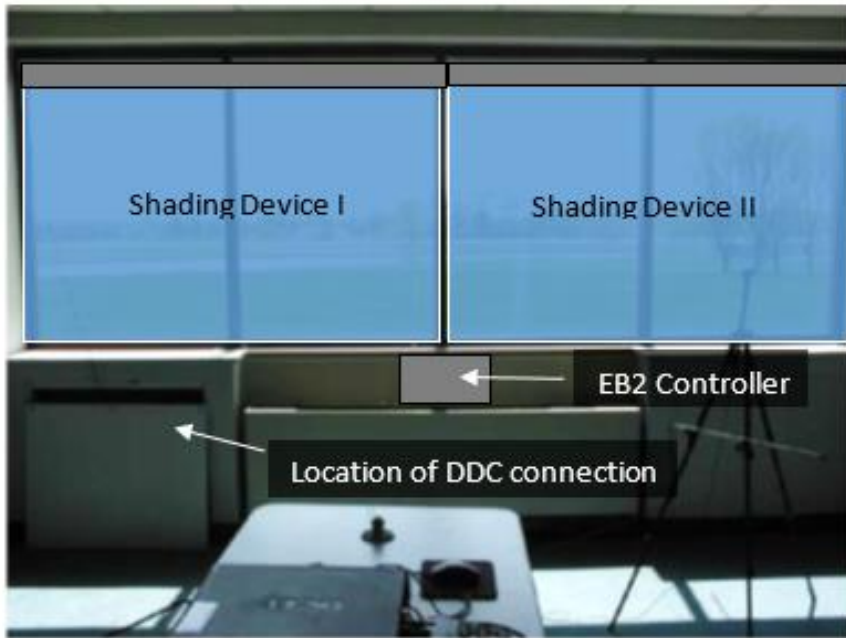 Shading Device I
Shading Device II
EB2 Controller
Location of DDC connection